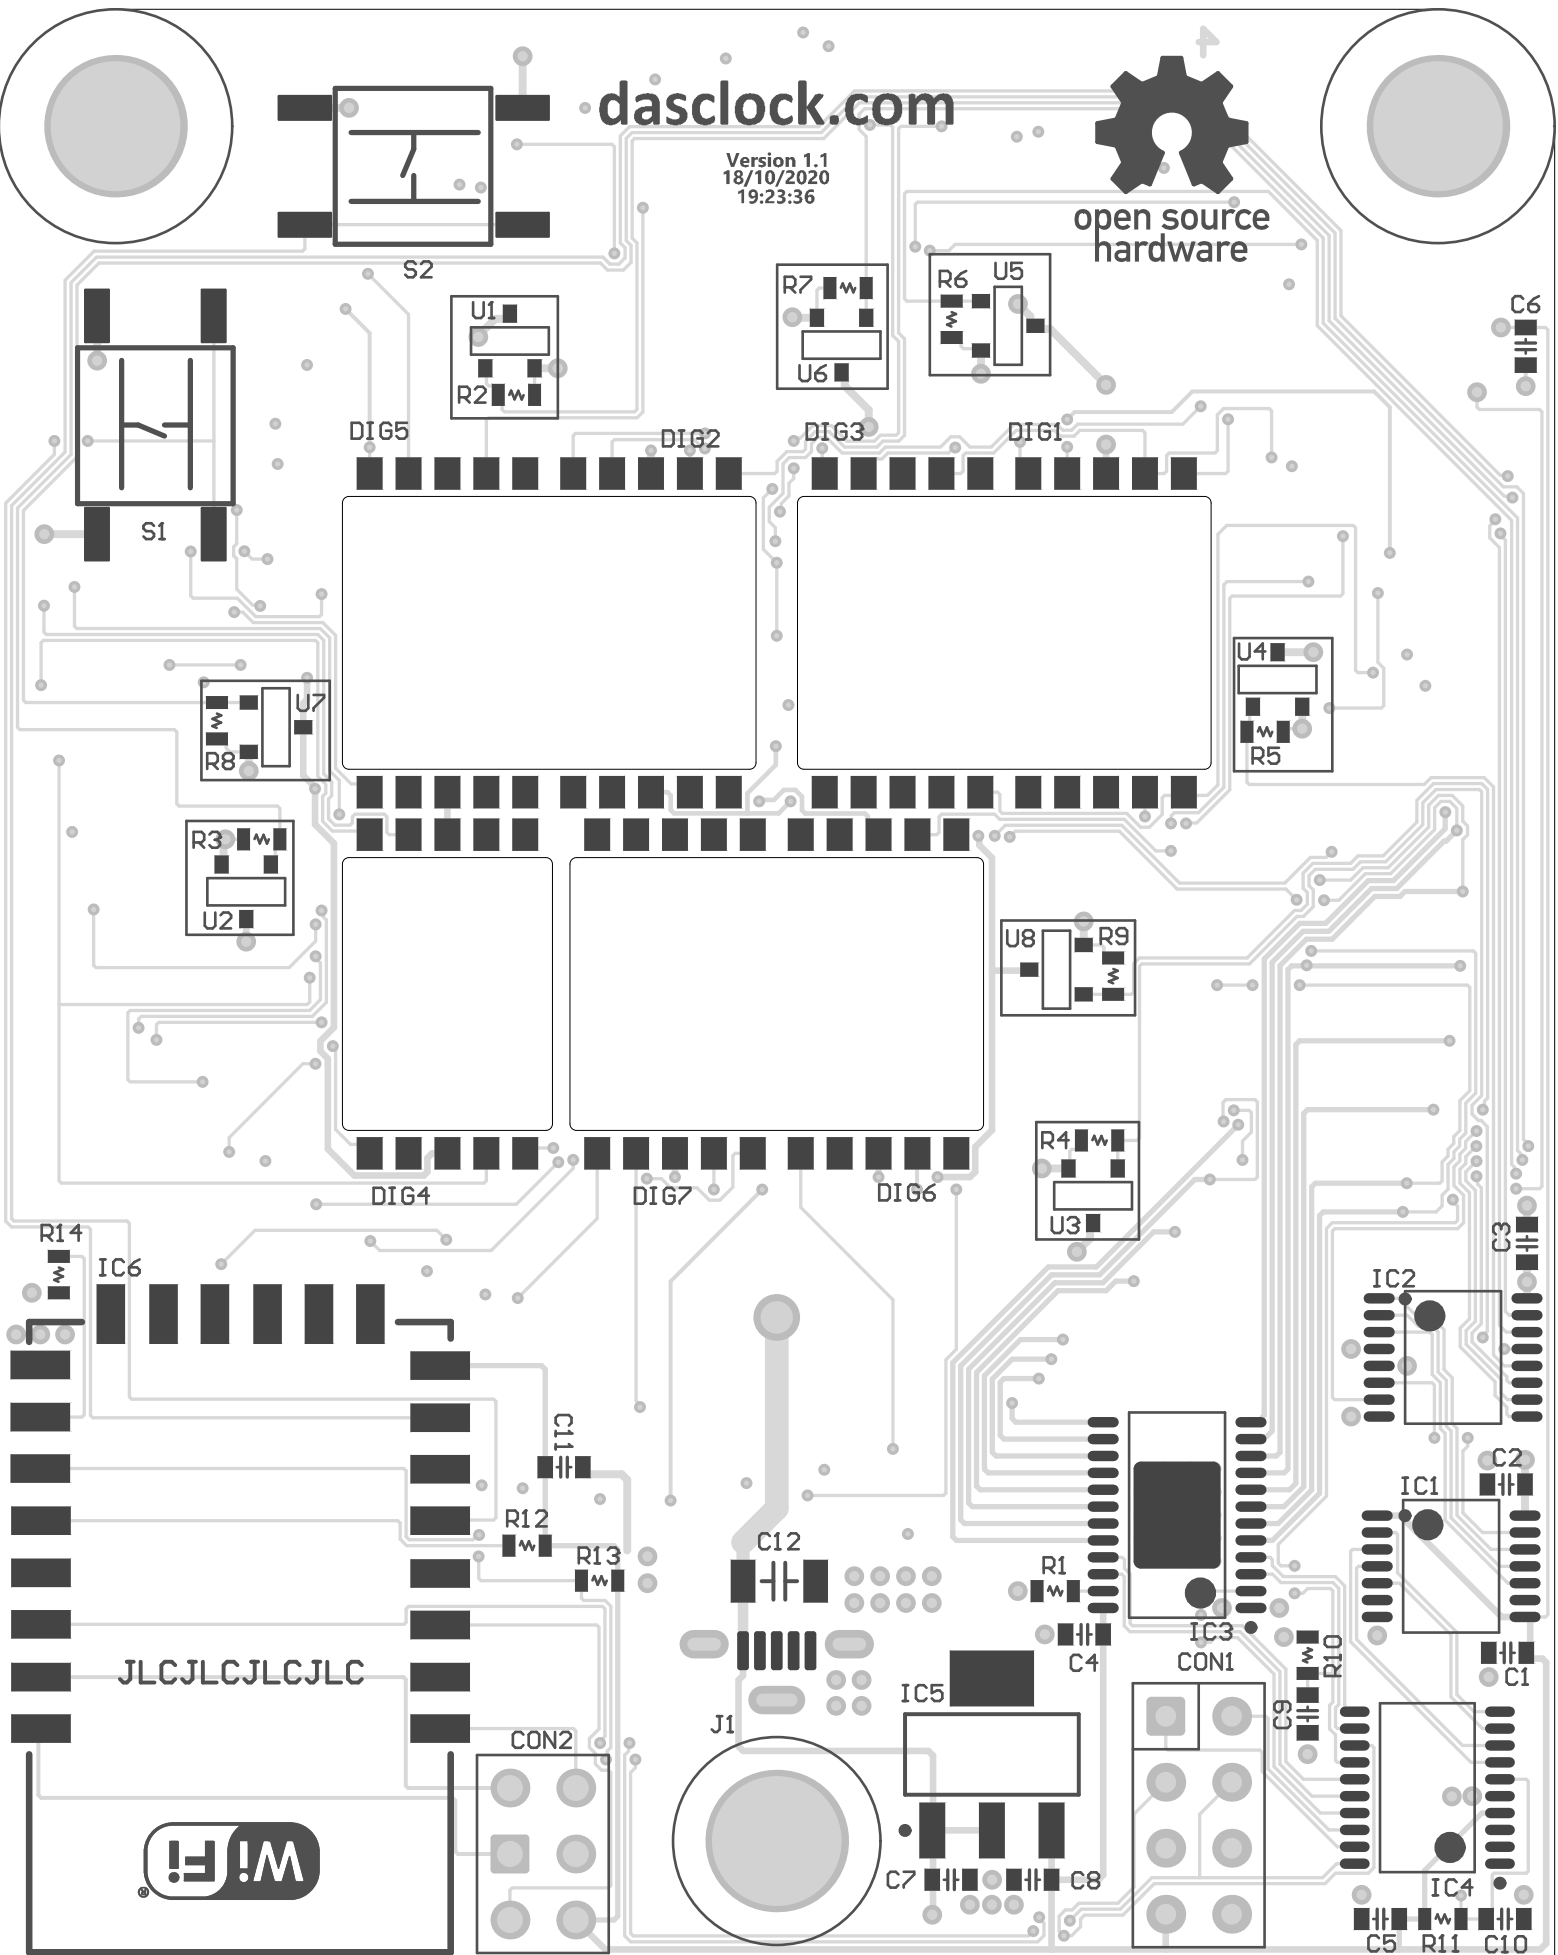 4
dasclock.com
Version 1.1
18/10/2020
19:23:36
open source
hardware
S2
U5
R7
R6
U1
C6
U6
R2
DIG5
DIG2
DIG3
DIG1
S1
U4
U7
R5
R8
R3
U2
U8
R9
R4
DIG4
DIG7
DIG6
U3
R14
C3
IC6
IC2
C11
C2
IC1
R12
C12
R13
R1
IC3
C4
CON1
R10
JLCJLCJLCJLC
C1
IC5
C9
J1
CON2
WiFi
®
C7
C8
IC4
C5
R11
C10